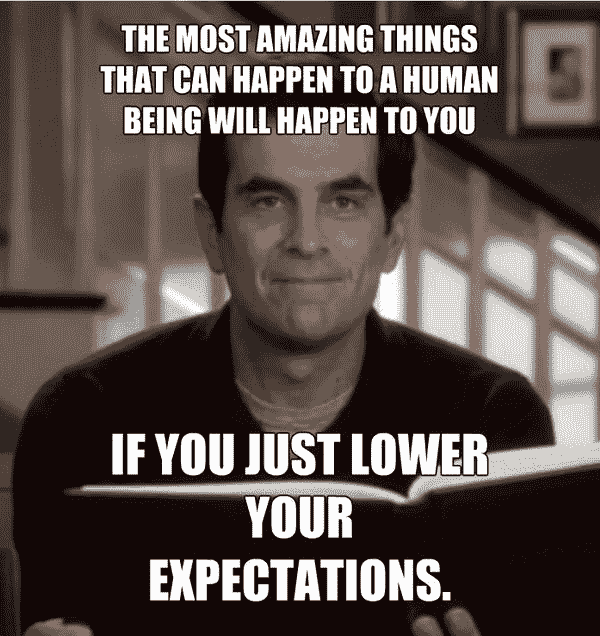 THE MOST AMAZING THINGS
THAT CAN HAPPEN TO A HUMAN
BEING WILL HAPPEN TO YOU
IF YOU JUST LOWER
YOUR
EXPECTATIONS.